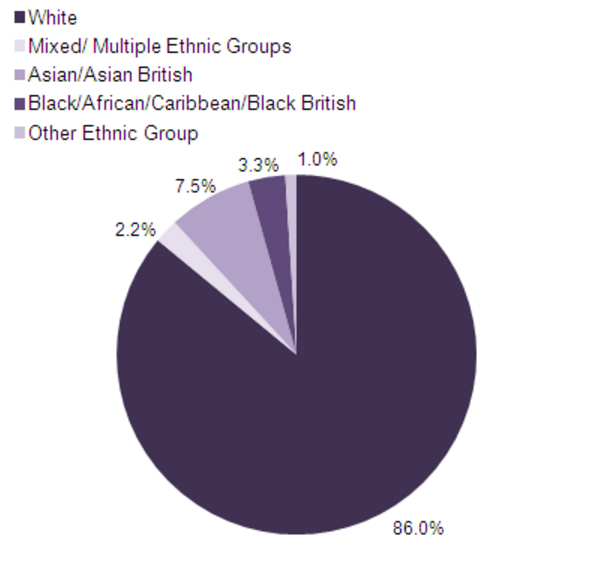 White
Mixed/ Multiple Ethnic Groups
Asian/Asian British
Black/African/Caribbean/Black British
Other Ethnic Group
3.3% 1.0%
7.5%
2.2%
86.0%